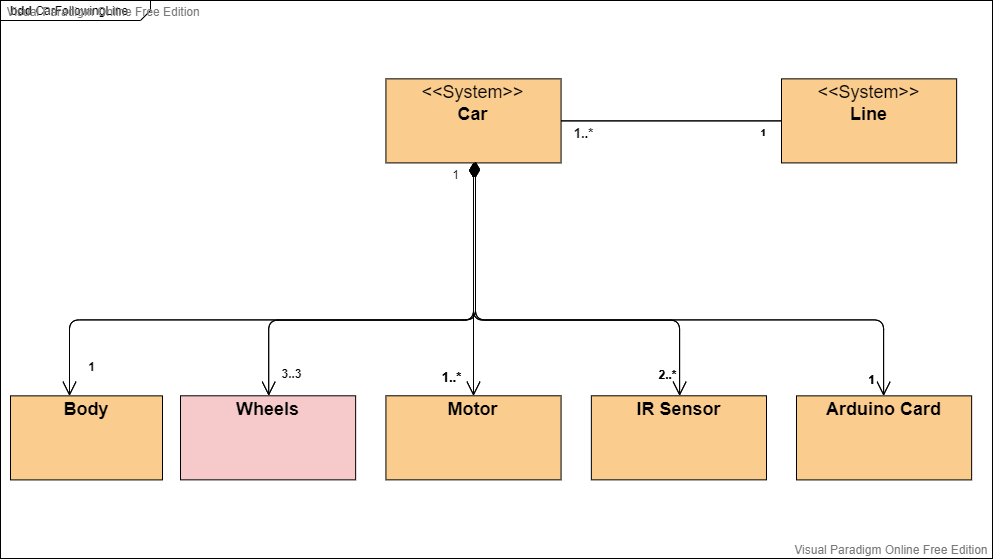 bdd CarFollowingLine
Visual Paradigm Online Free Edition
<<System>>
Car
<<System>>
Line
1..*
1
1
1
3..3
1..*
2..*
1
Body
Wheels
Motor
IR Sensor
Arduino Card
Visual Paradigm Online Free Edition